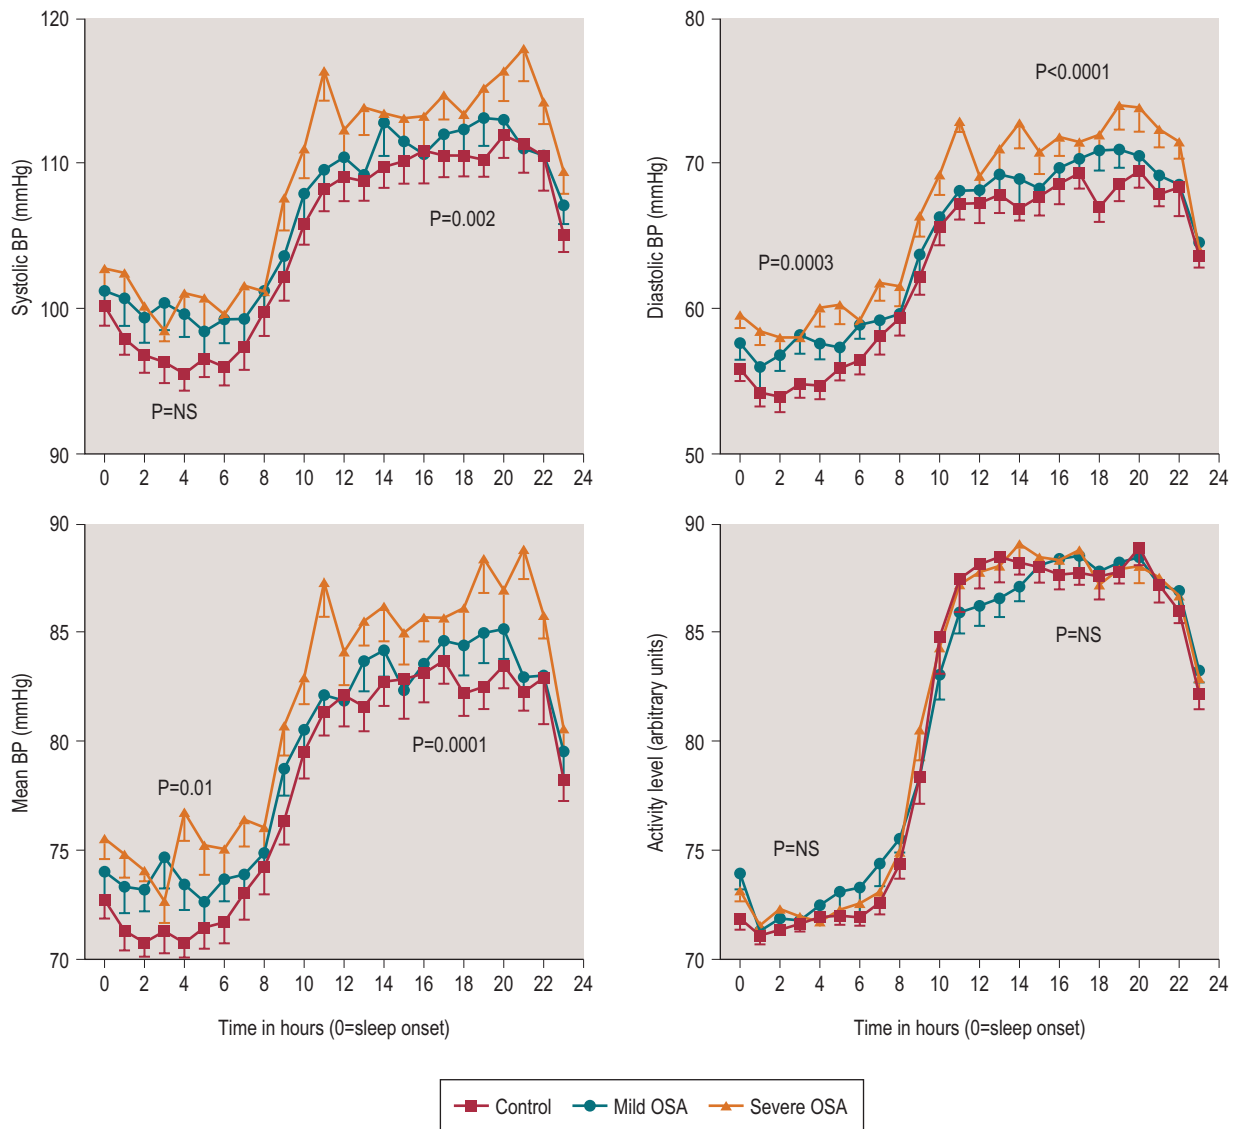 120
110
100
90
Systolic BP (mmHg)
P=0.002
P=NS
0 2 4 6 8 10 12 14 16 18 20 22 24
80
70
60
50
Diastolic BP (mmHg)
P<0.0001
P=0.0003
0 2 4 6 8 10 12 14 16 18 20 22 24
90
85
80
75
70
Mean BP (mmHg)
P=0.0001
P=0.01
0 2 4 6 8 10 12 14 16 18 20 22 24
Time in hours (0=sleep onset)
90
85
80
75
70
Activity level (arbitrary units)
P=NS
P=NS
0 2 4 6 8 10 12 14 16 18 20 22 24
Time in hours (0=sleep onset)
Control Mild OSA Severe OSA